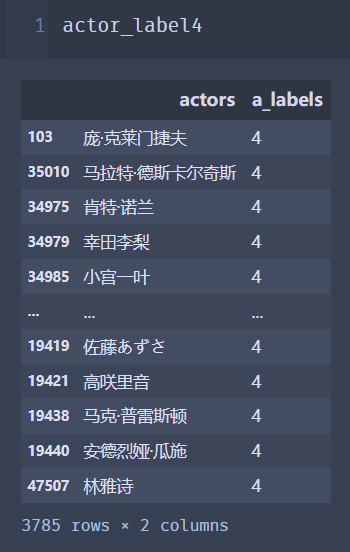 1 actor_label4
actors a_labels
103 庞·克莱门捷夫 4
35010 马拉特·德斯卡尔奇斯 4
34975 肯特·诺兰 4
34979 幸田李梨 4
34985 小宫一叶 4
... ... ...
19419 佐藤あずさ 4
19421 高咲里音 4
19438 马克·普雷斯顿 4
19440 安德烈娅·瓜施 4
47507 林雅诗 4
3785 rows × 2 columns